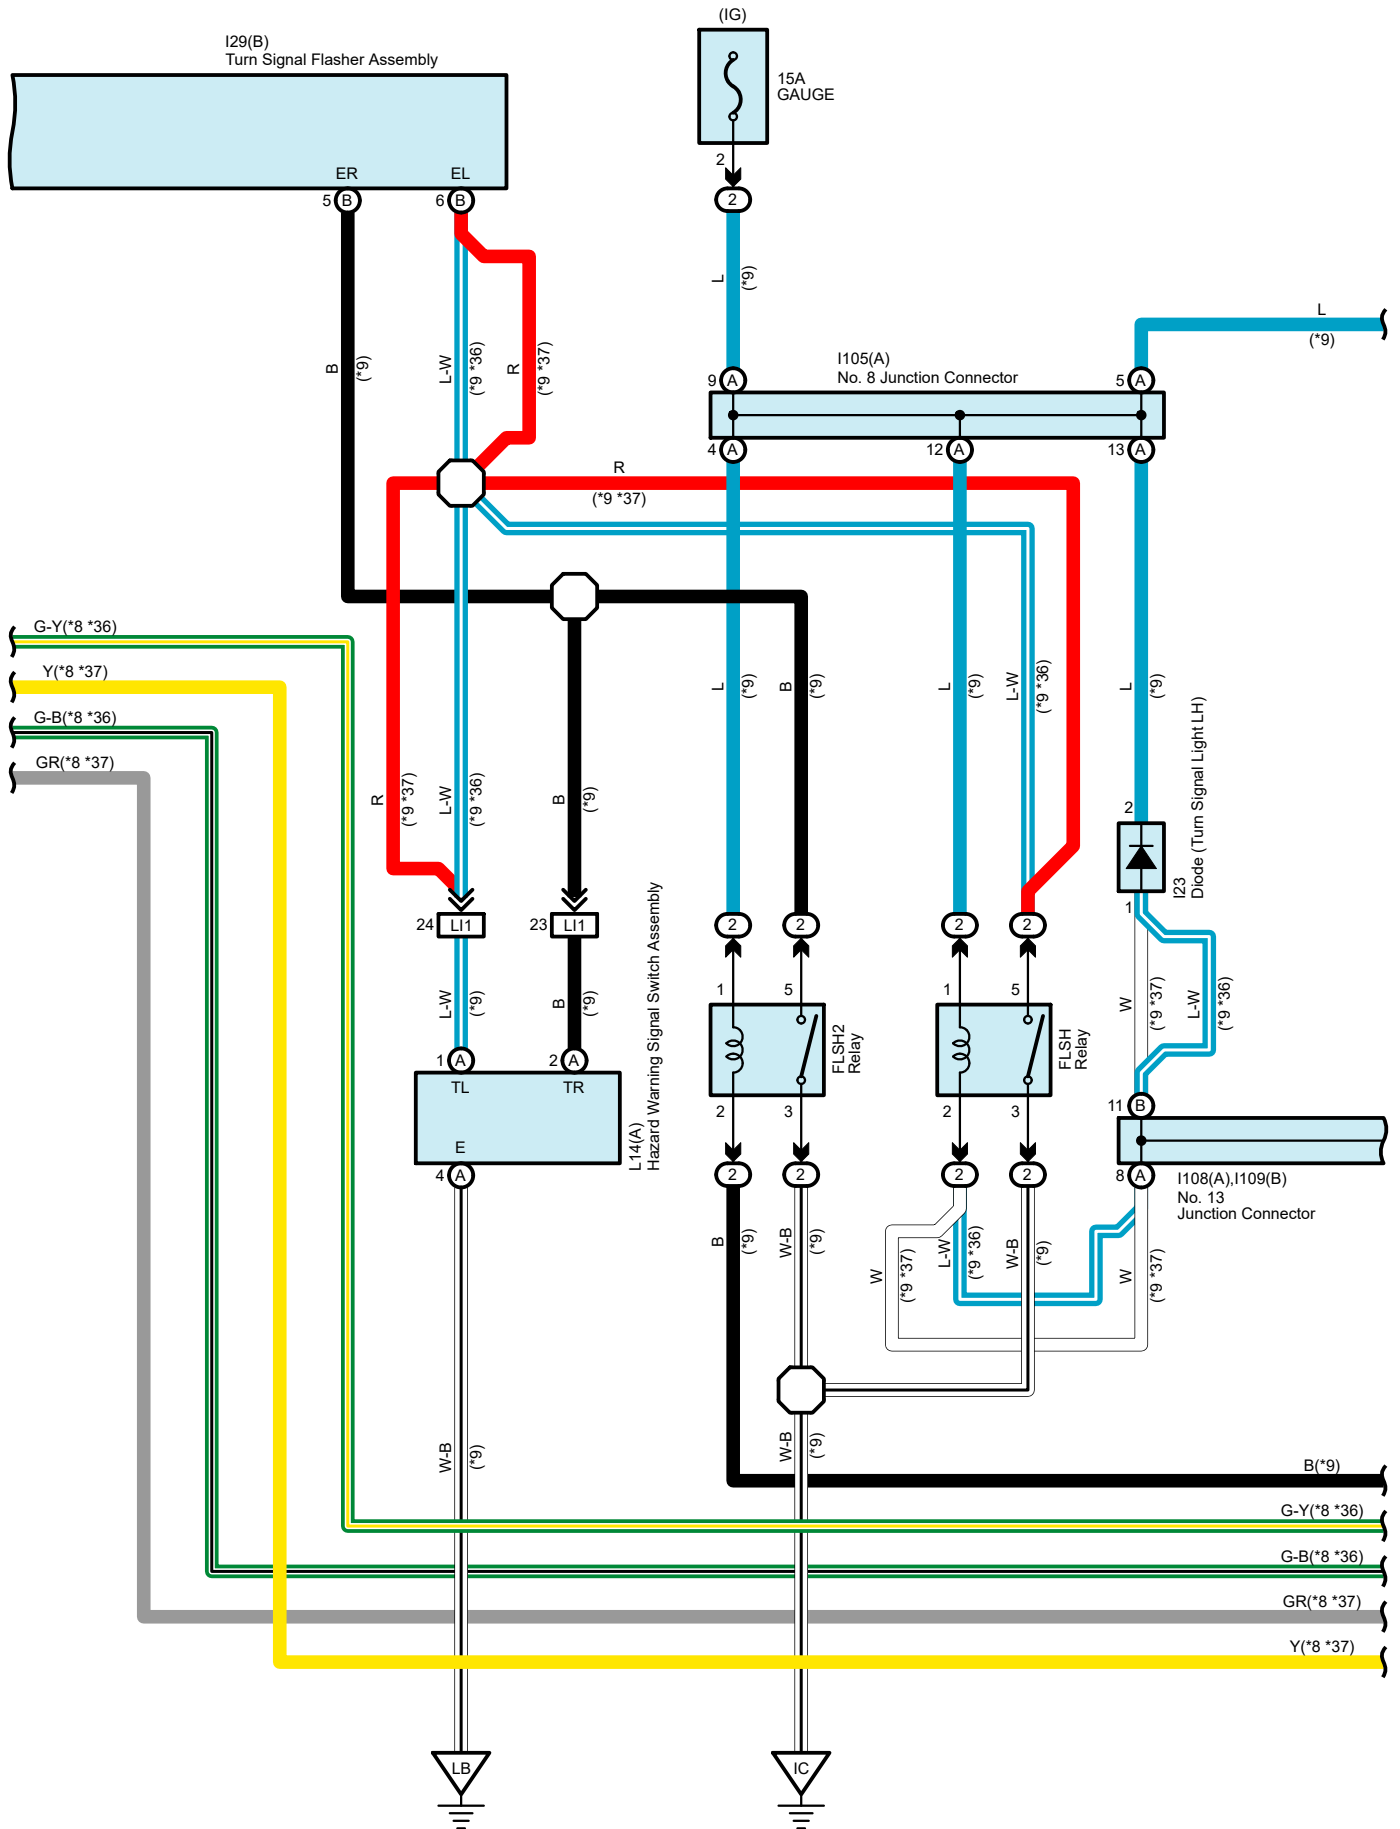 (IG)
I29(B)
Turn Signal Flasher Assembly
15A
GAUGE
2
ER
EL
5
B
6
B
2
L
(*9)
L
(*9)
B
(*9)
L-W
(*9 *36)
R
(*9 *37)
I105(A)
No. 8 Junction Connector
9
A
5
A
4
A
12
A
13
A
R
(*9 *37)
G-Y(*8 *36)
Y(*8 *37)
G-B(*8 *36)
GR(*8 *37)
L
(*9)
B
(*9)
L
(*9)
L-W
(*9 *36)
L
(*9)
R
(*9 *37)
L-W
(*9 *36)
B
(*9)
2
I23
Diode (Turn Signal Light LH)
1
24
LI1
23
LI1
2
2
2
2
L-W
(*9)
B
(*9)
1
5
1
5
W
(*9 *37)
L-W
(*9 *36)
FLSH2
Relay
FLSH
Relay
1
A
2
A
TL
TR
E
4
A
L14(A)
Hazard Warning Signal Switch Assembly
2
3
2
3
11
B
2
2
2
2
8
A
I108(A),I109(B)
No. 13
Junction Connector
B
(*9)
W-B
(*9)
W
(*9 *37)
L-W
(*9 *36)
W-B
(*9)
W
(*9 *37)
W-B
(*9)
W-B
(*9)
B(*9)
G-Y(*8 *36)
G-B(*8 *36)
GR(*8 *37)
Y(*8 *37)
LB
IC